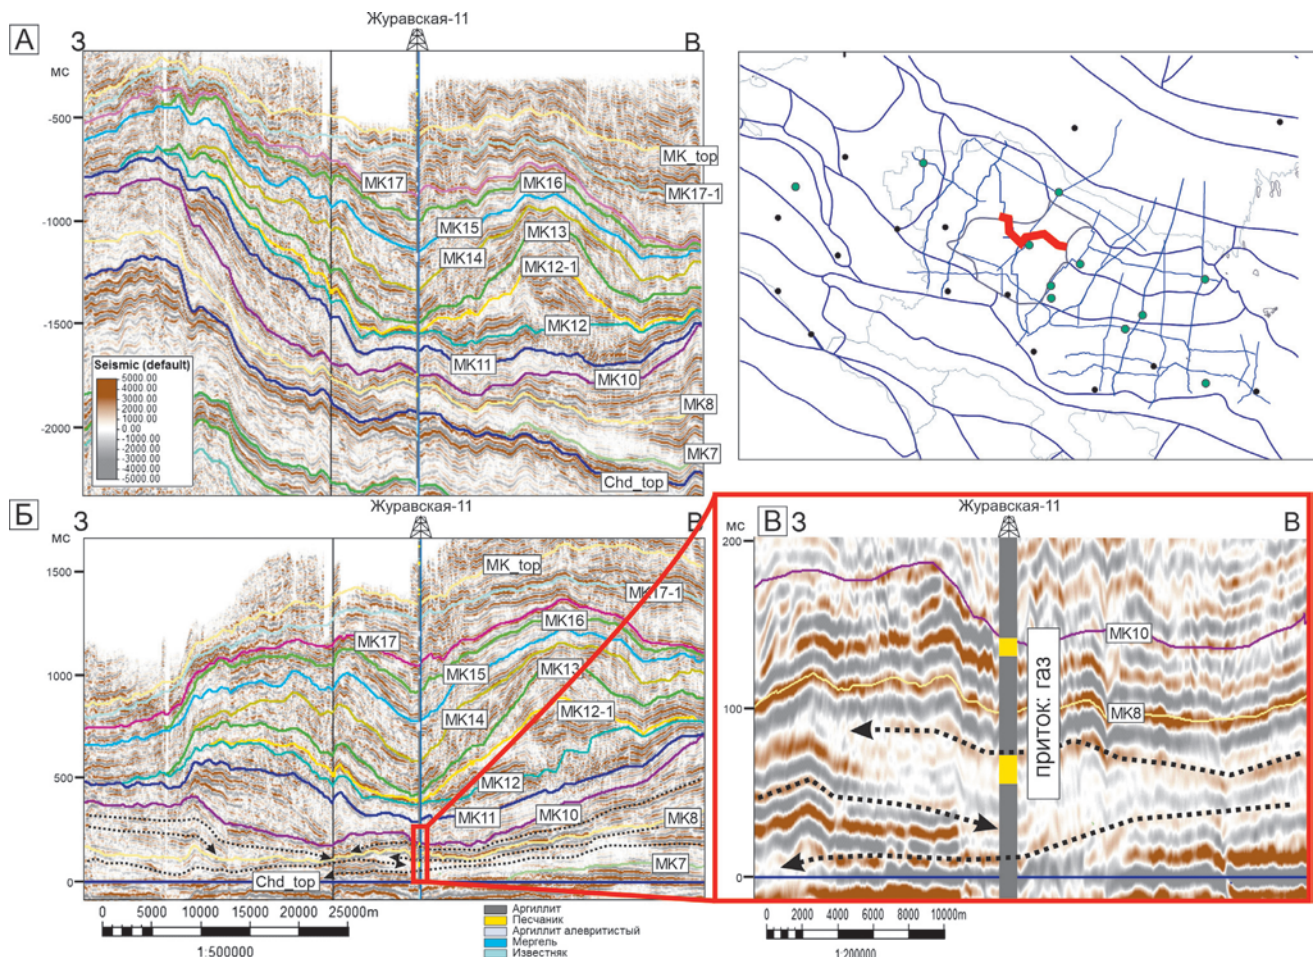 А
З
Журавская-11
В
мс
-500
-1000
-1500
-2000
MK_top
MK17
MK17-1
MK16
MK15
MK14
MK13
MK12-1
MK12
MK11
MK10
MK8
MK7
Chd_top
Seismic (default)
5000.00
4000 00
3000 00
2000 00
1000 00
0 00
-1000 00
-2000 00
-3000 00
-4000 00
-5000.00
Б
З
Журавская-11
В
мс
1500
1000
500
0
MK_top
MK17-1
MK17
MK16
MK15
MK13
MK14
MK12-1
MK12
MK11
MK10
MK8
MK7
Chd_top
0 5000 10000 15000 20000 25000m
1:500000
Аргиллит
Песчаник
Аргиллит алевритистый
Мергель
Известняк
В
З
Журавская-11
В
мс
200
100
0
MK10
MK8
приток: газ
0 2000 4000 6000 8000 10000m
1:200000